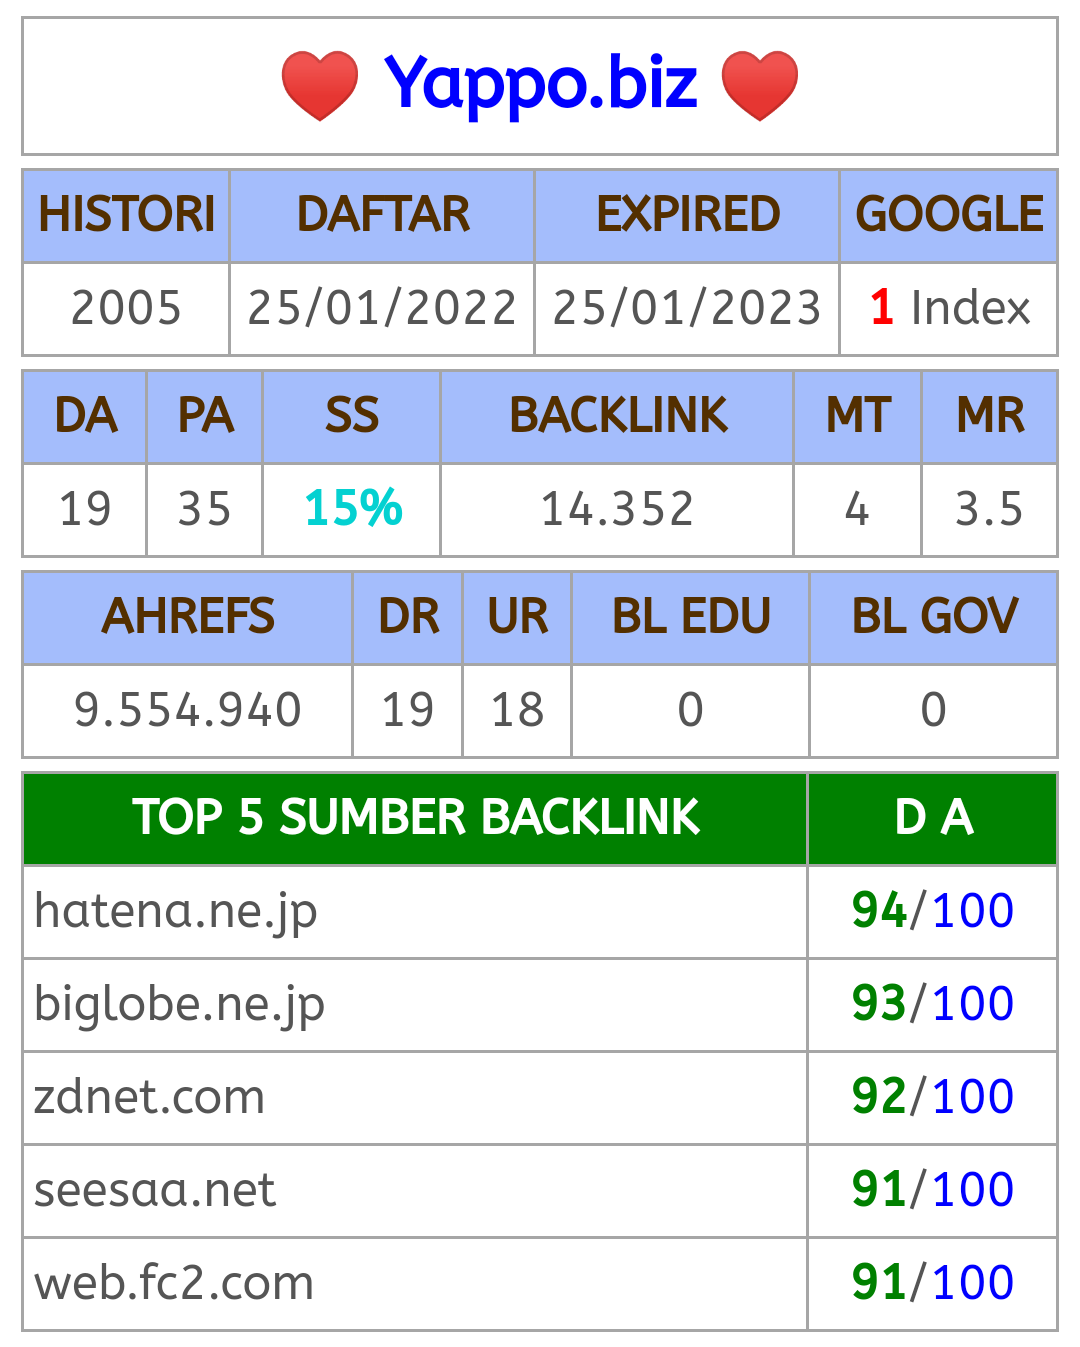 Yappo.biz
HISTORI DAFTAR EXPIRED GOOGLE
2005 25/01/2022 25/01/2023 1 Index
DA PA SS BACKLINK MT MR
19 35 15% 14.352 4 3.5
AHREFS DR UR BL EDU BL GOV
9.554.940 19 18 0 0
TOP 5 SUMBER BACKLINK D A
hatena.ne.jp 94/100
biglobe.ne.jp 93/100
zdnet.com 92/100
seesaa.net 91/100
web.fc2.com 91/100